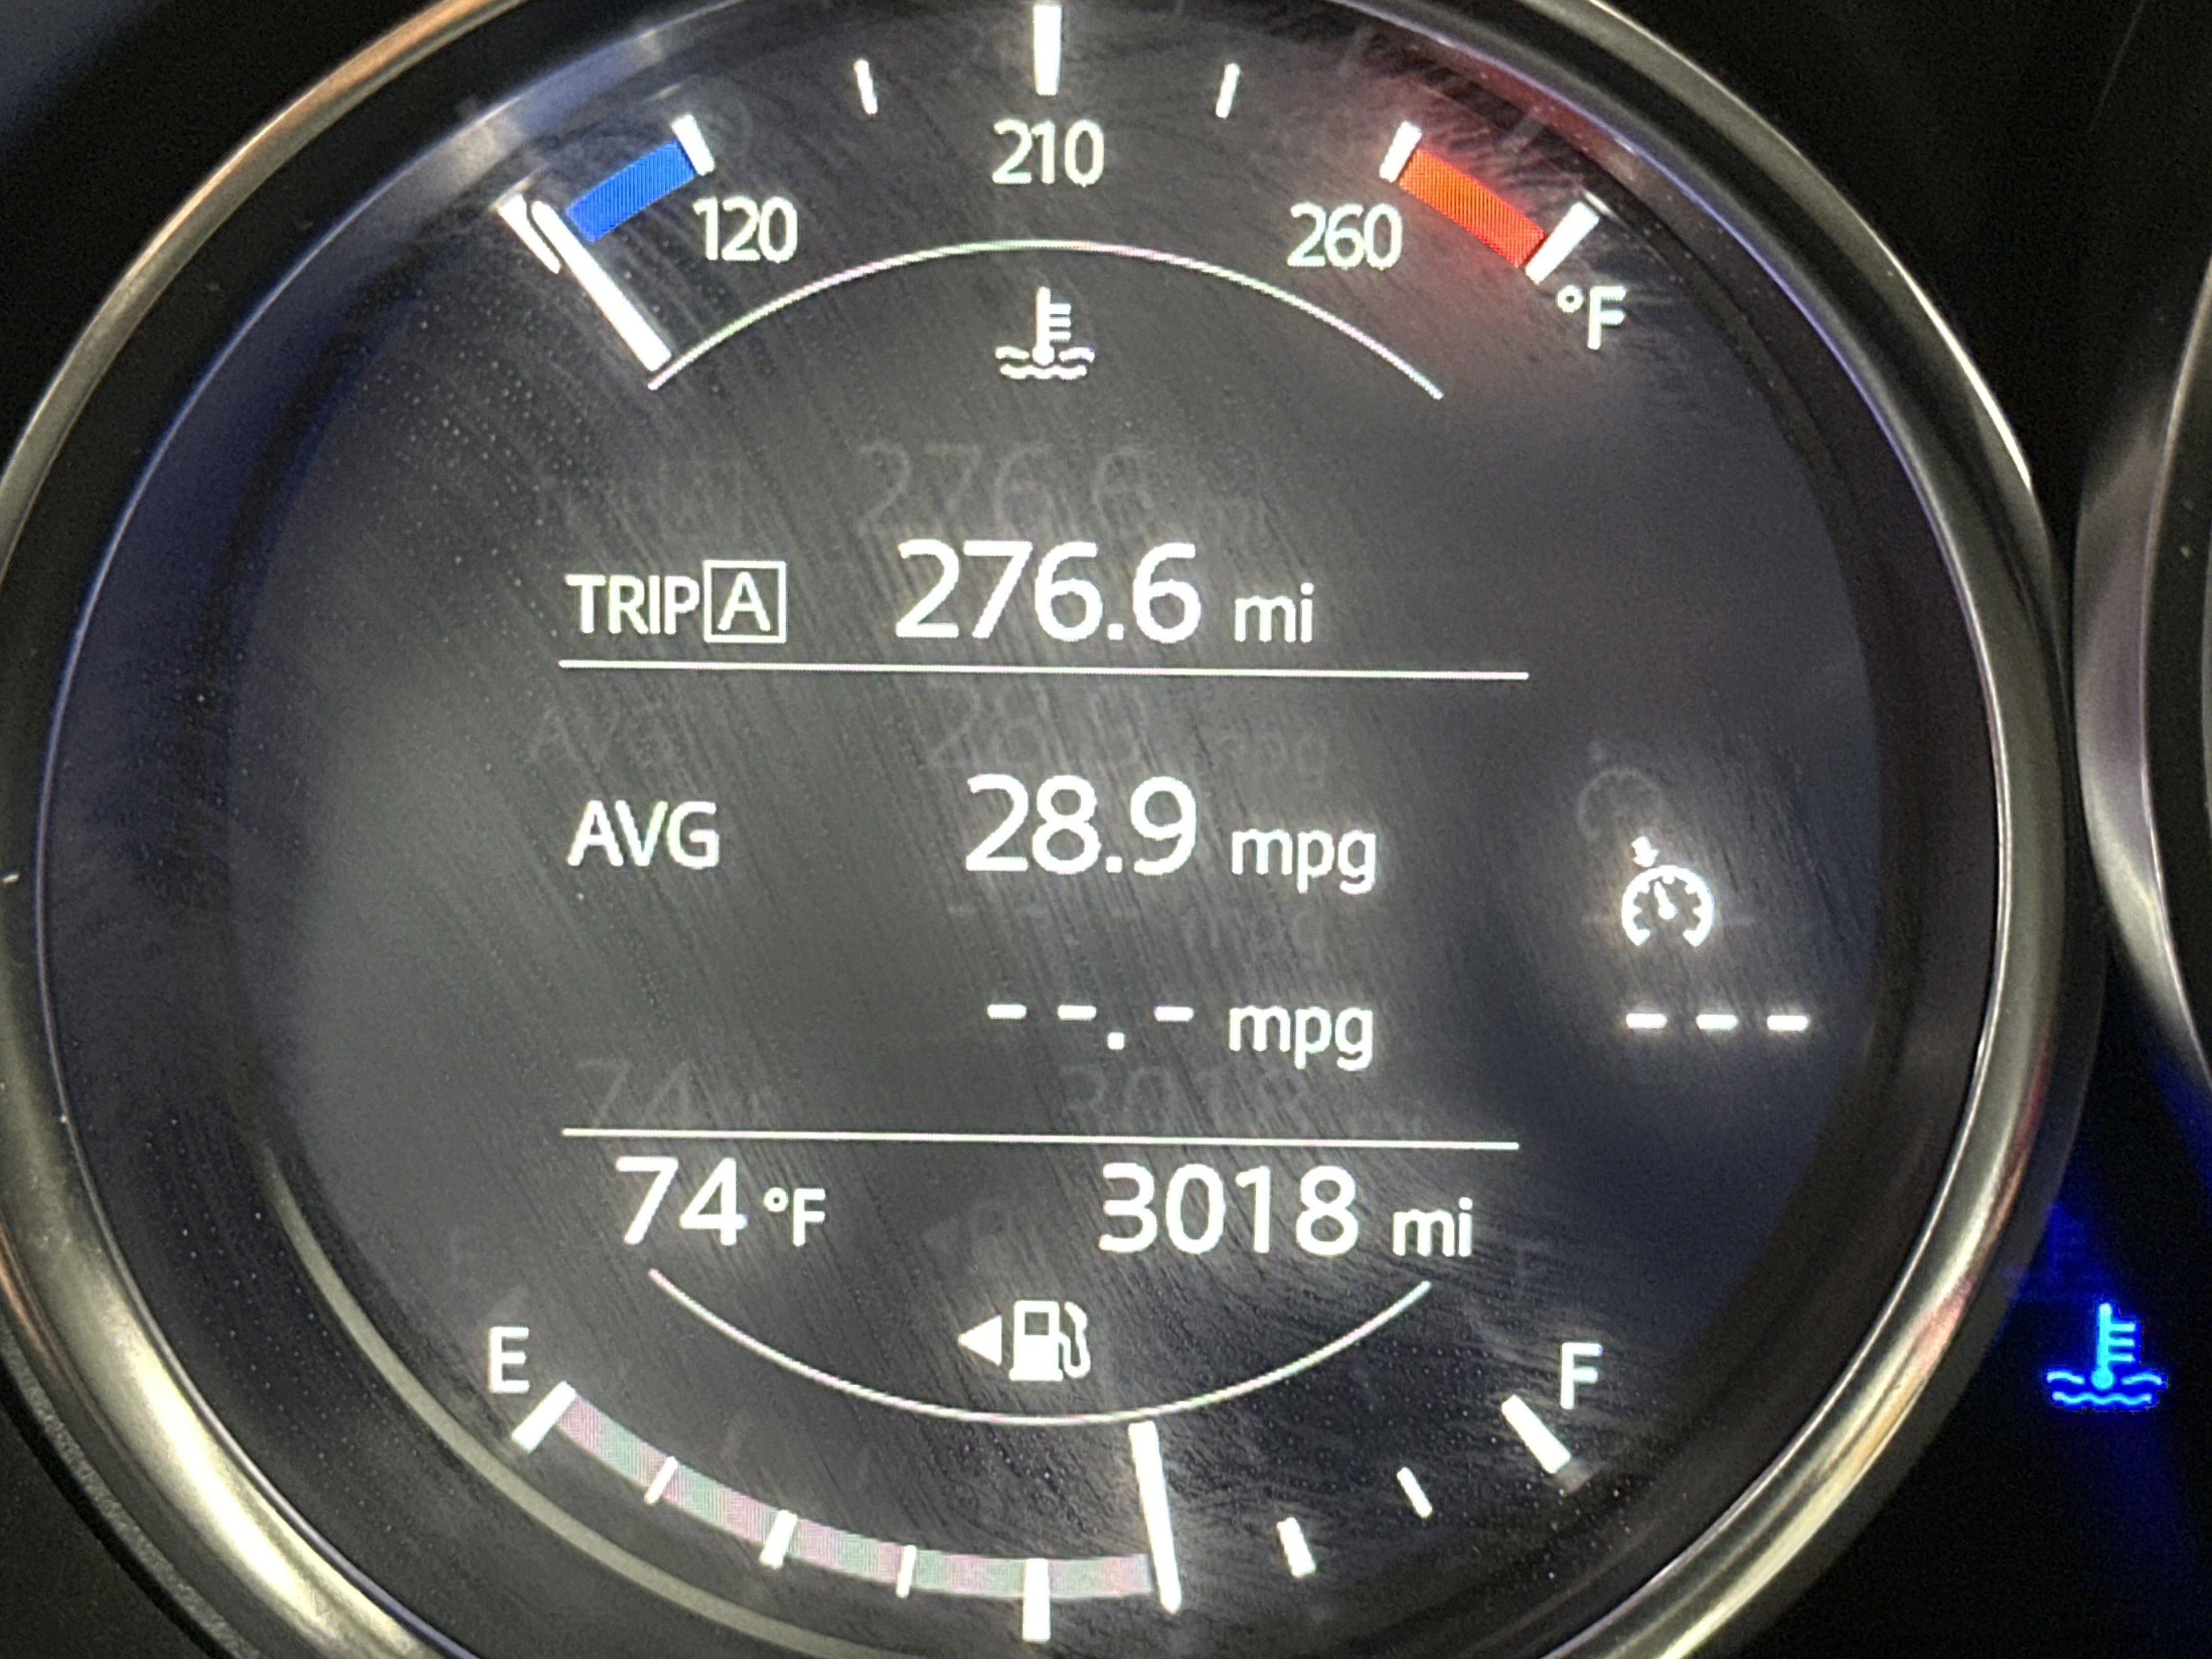 210
120
260
°F
TRIP A 276.6 mi
AVG 28.9 mpg
--.- mpg
---
74 °F 3018 mi
E
F